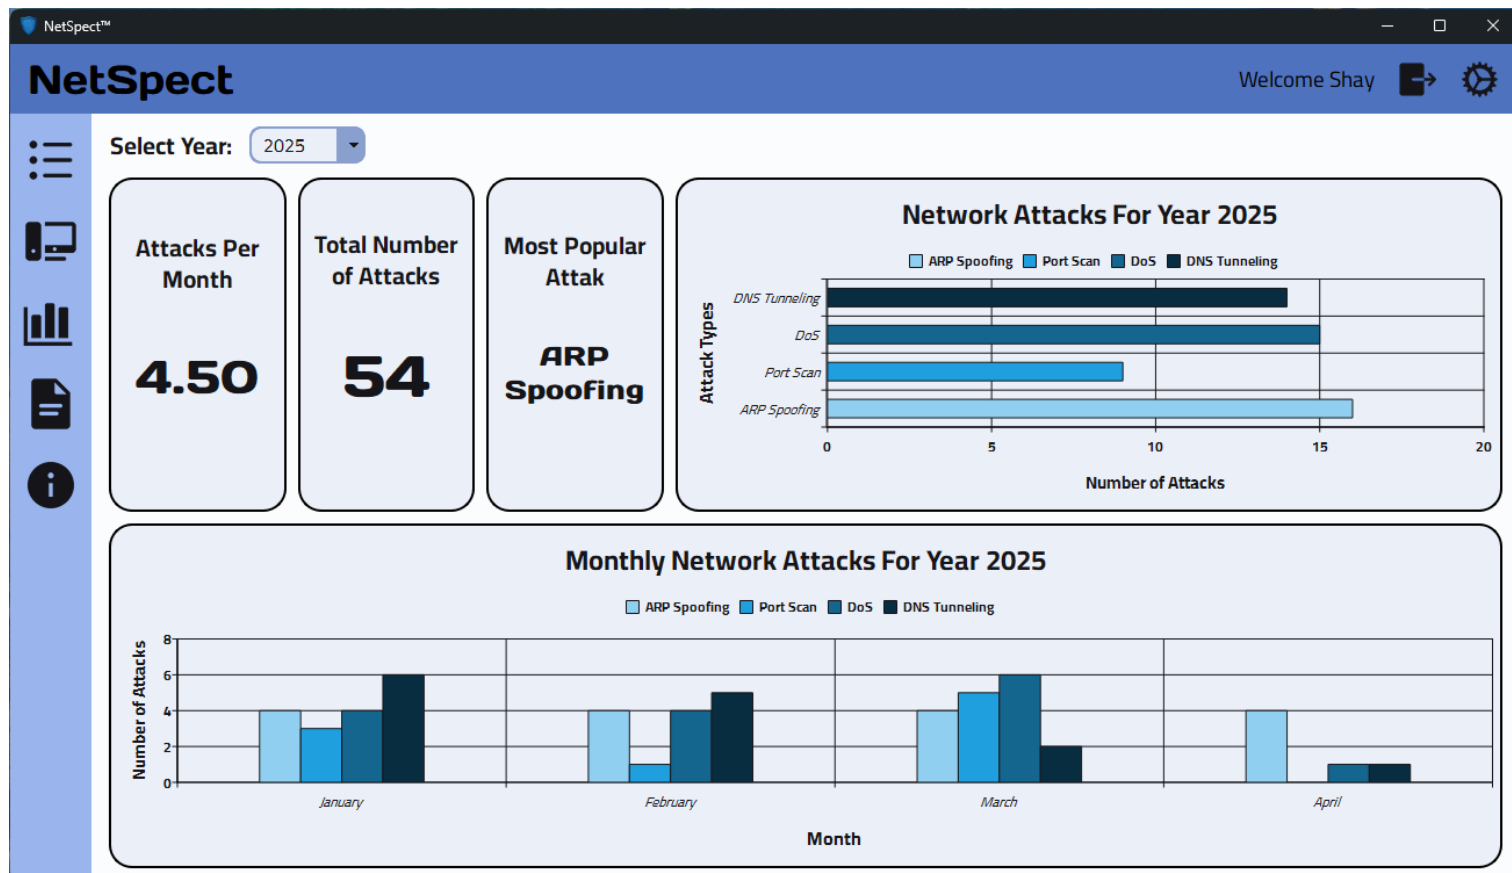 NetSpect™
NetSpect
Welcome Shay
Select Year:
2025
Attacks Per
Month
4.50
Total Number
of Attacks
54
Most Popular
Attak
ARP
Spoofing
Network Attacks For Year 2025
ARP Spoofing Port Scan DoS DNS Tunneling
Attack Types
DNS Tunneling
DoS
Port Scan
ARP Spoofing
0 5 10 15 20
Number of Attacks
Monthly Network Attacks For Year 2025
ARP Spoofing Port Scan DoS DNS Tunneling
Number of Attacks
8
6
4
2
0
January February March April
Month